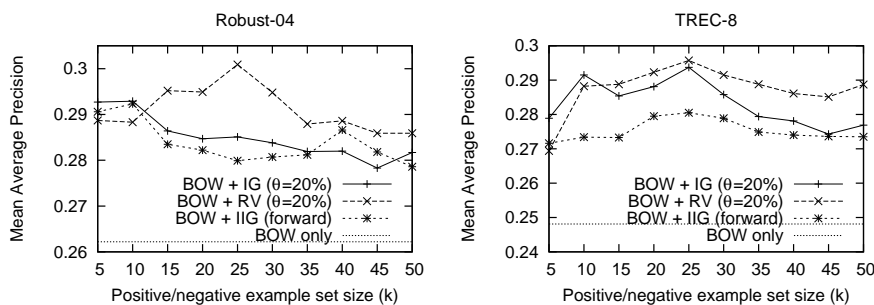 Robust-04
Mean Average Precision
0.3
0.29
0.28
0.27
0.26
BOW + IG (θ=20%)
BOW + RV (θ=20%)
BOW + IIG (forward)
BOW only
5 10 15 20 25 30 35 40 45 50
Positive/negative example set size (k)
TREC-8
Mean Average Precision
0.3
0.29
0.28
0.27
0.26
0.25
0.24
BOW + IG (θ=20%)
BOW + RV (θ=20%)
BOW + IIG (forward)
BOW only
5 10 15 20 25 30 35 40 45 50
Positive/negative example set size (k)